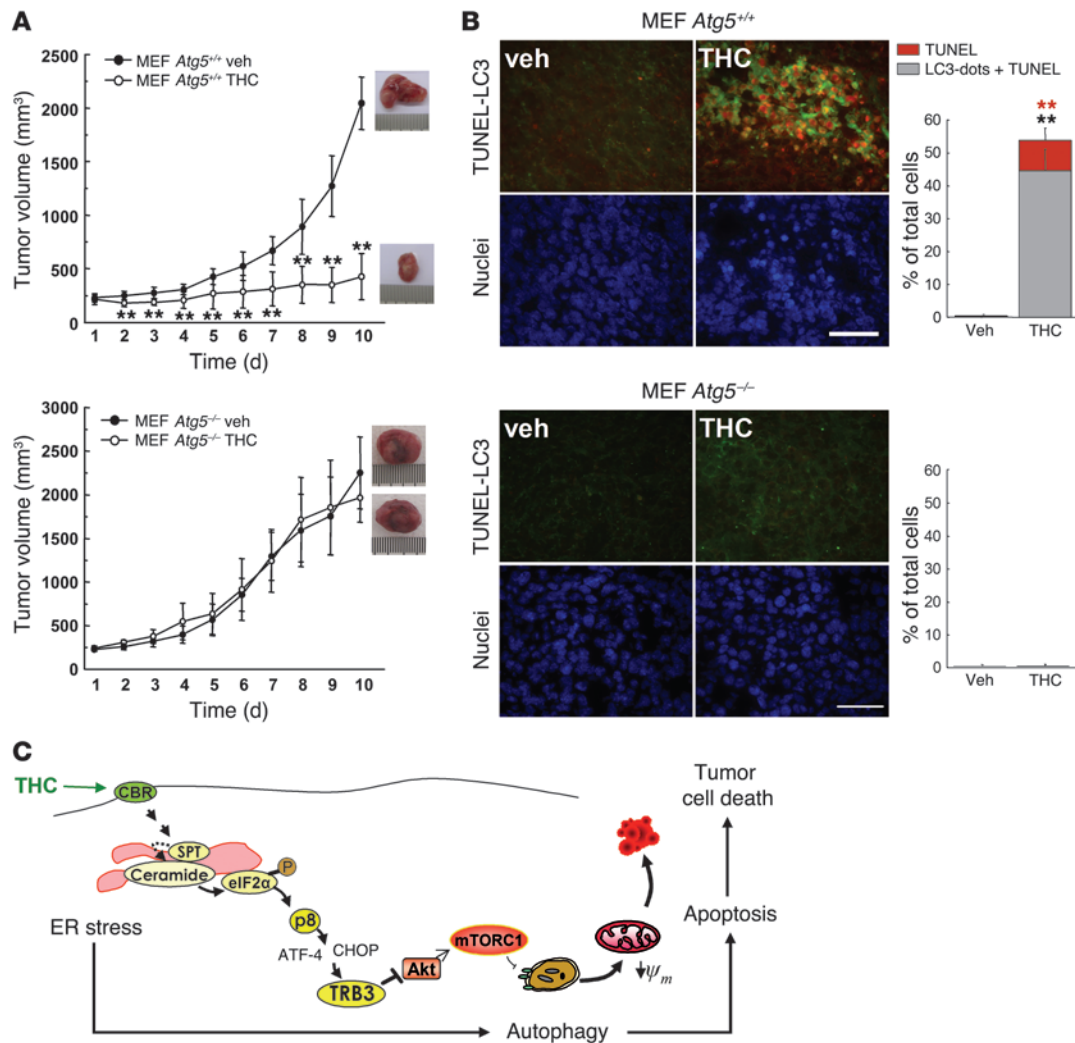 A
MEF Atg5+/+ veh
MEF Atg5+/+ THC
Tumor volume (mm³)
2500
2000
1500
1000
500
0
** ** ** ** ** ** ** ** **
1 2 3 4 5 6 7 8 9 10
Time (d)
MEF Atg5−/− veh
MEF Atg5−/− THC
Tumor volume (mm³)
3000
2500
2000
1500
1000
500
0
1 2 3 4 5 6 7 8 9 10
Time (d)
B
MEF Atg5+/+
veh
THC
TUNEL-LC3
Nuclei
TUNEL
LC3-dots + TUNEL
**
**
% of total cells
60
50
40
30
20
10
0
Veh THC
MEF Atg5−/−
veh
THC
TUNEL-LC3
Nuclei
% of total cells
60
50
40
30
20
10
0
Veh THC
C
THC
CBR
SPT
Ceramide
eIF2α
P
p8
ATF-4 CHOP
TRB3
Akt
mTORC1
↓ψm
ER stress
Autophagy
Apoptosis
Tumor
cell death